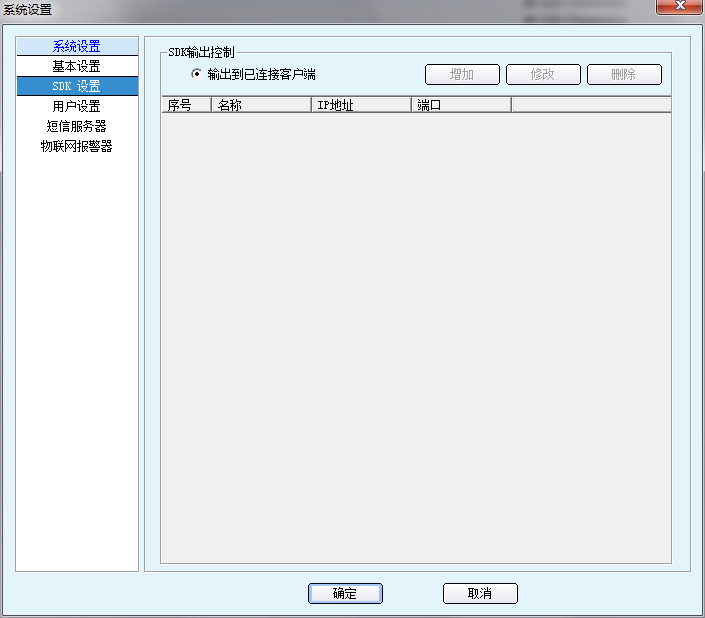 系统设置
系统设置
基本设置
SDK 设置
用户设置
短信服务器
物联网报警器
SDK输出控制
输出到已连接客户端
增加
修改
删除
序号 名称 IP地址 端口
确定
取消